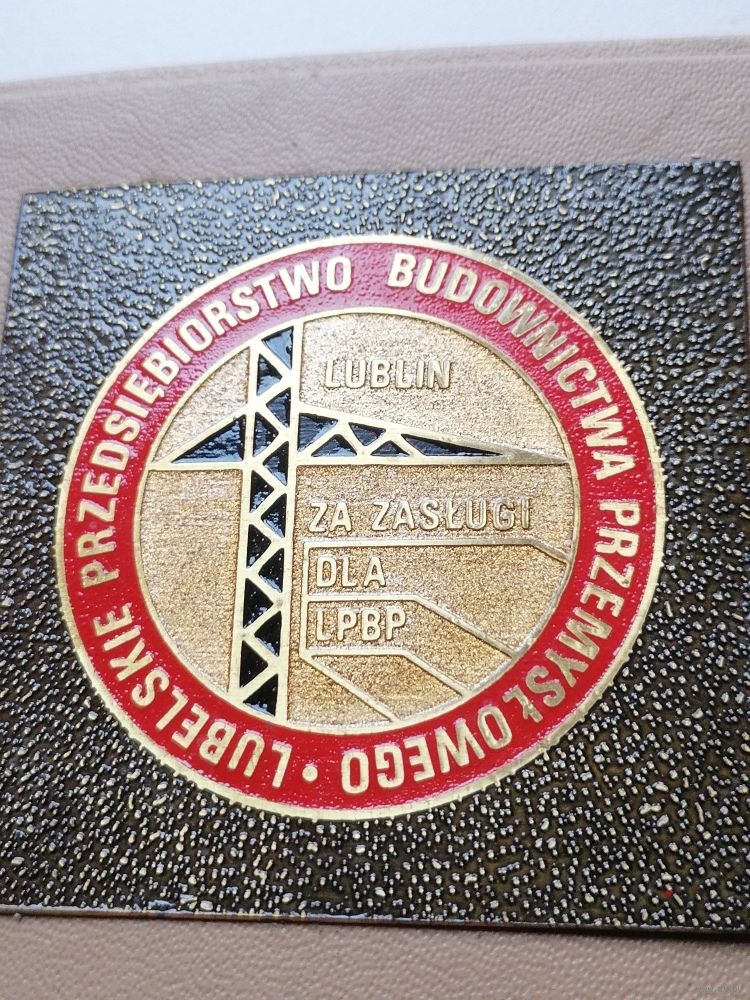 LUBELSKIE PRZEDSIĘBIORSTWO BUDOWNICTWA PRZEMYSŁOWEGO •
LUBLIN
ZA ZASŁUGI
DLA
LPBP